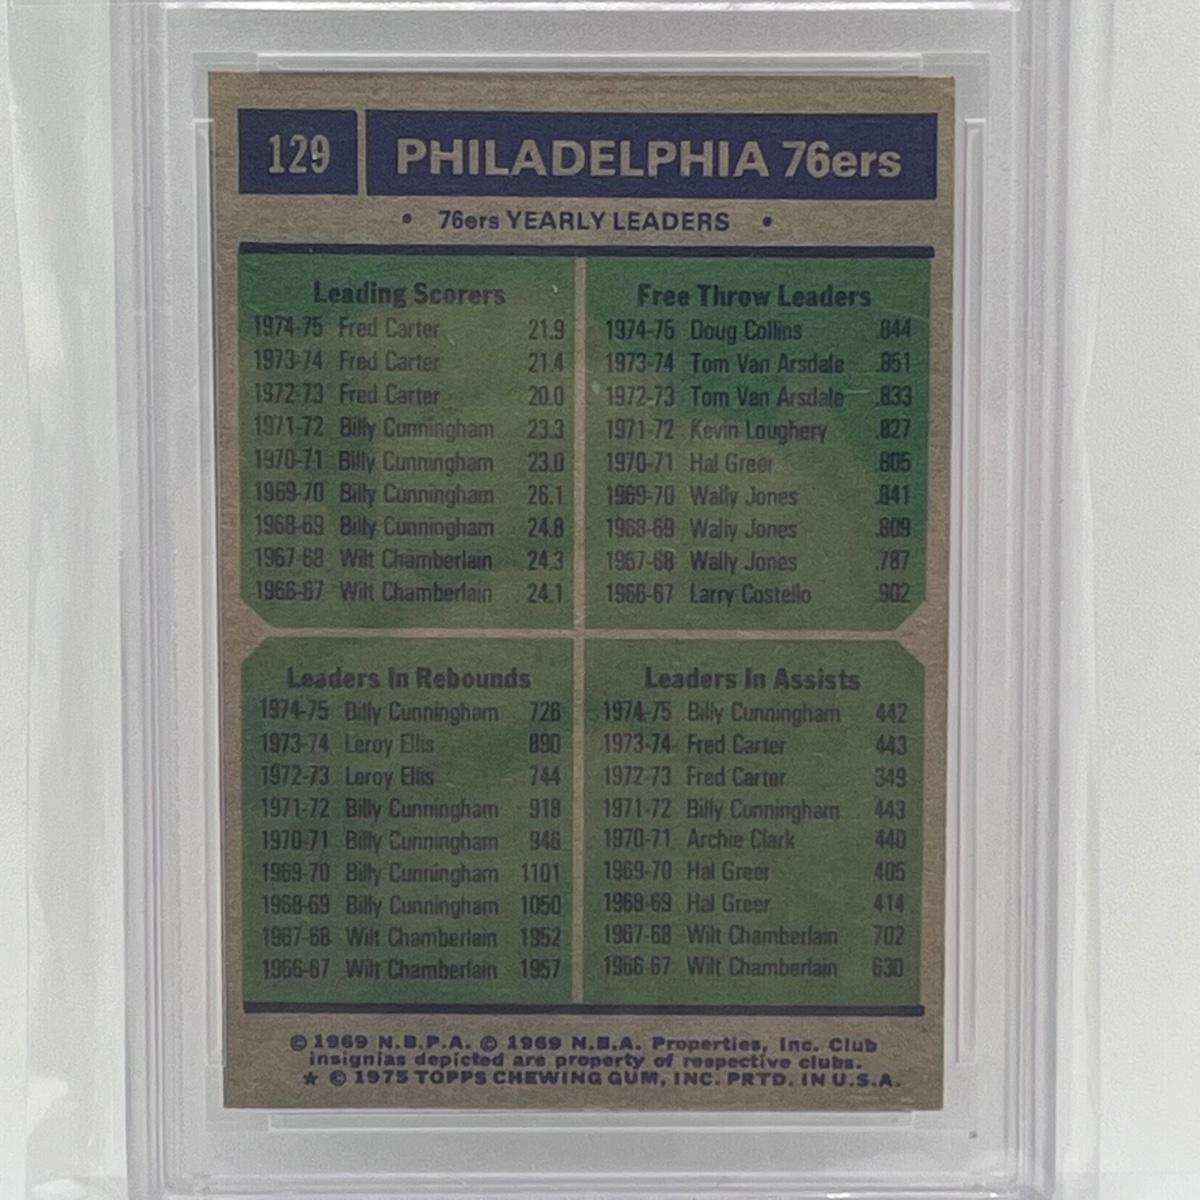 129 PHILADELPHIA 76ers
• 76ers YEARLY LEADERS •
Leading Scorers
1974-75 Fred Carter 21.9
1973-74 Fred Carter 21.4
1972-73 Fred Carter 20.0
1971-72 Billy Cunningham 23.3
1970-71 Billy Cunningham 23.0
1969-70 Billy Cunningham 26.1
1968-69 Billy Cunningham 24.8
1967-68 Wilt Chamberlain 24.3
1966-67 Wilt Chamberlain 24.1
Free Throw Leaders
1974-75 Doug Collins .844
1973-74 Tom Van Arsdale .851
1972-73 Tom Van Arsdale .833
1971-72 Kevin Loughery .827
1970-71 Hal Greer .805
1969-70 Wally Jones .841
1968-69 Wally Jones .809
1967-68 Wally Jones .787
1966-67 Larry Costello .902
Leaders In Rebounds
1974-75 Billy Cunningham 726
1973-74 Leroy Ellis 890
1972-73 Leroy Ellis 744
1971-72 Billy Cunningham 918
1970-71 Billy Cunningham 946
1969-70 Billy Cunningham 1101
1968-69 Billy Cunningham 1050
1967-68 Wilt Chamberlain 1952
1966-67 Wilt Chamberlain 1957
Leaders In Assists
1974-75 Billy Cunningham 442
1973-74 Fred Carter 443
1972-73 Fred Carter 349
1971-72 Billy Cunningham 443
1970-71 Archie Clark 440
1969-70 Hal Greer 405
1968-69 Hal Greer 414
1967-68 Wilt Chamberlain 702
1966-67 Wilt Chamberlain 630
© 1969 N.B.P.A. © 1969 N.B.A. Properties, Inc. Club
insignias depicted are property of respective clubs.
★ © 1975 TOPPS CHEWING GUM, INC. PRTD. IN U.S.A.